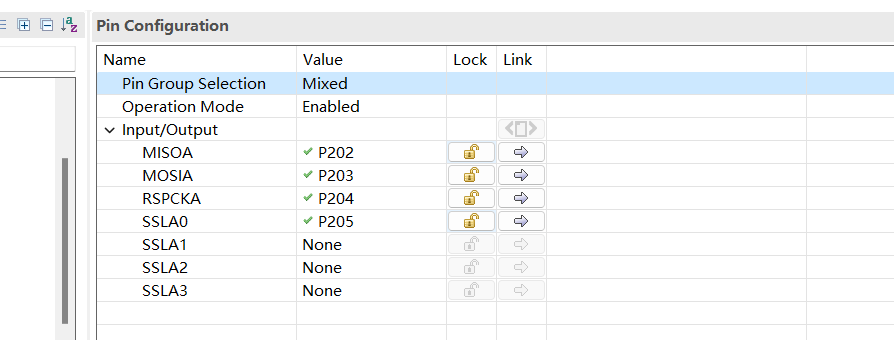 Pin Configuration
Name Value Lock Link
Pin Group Selection Mixed
Operation Mode Enabled
Input/Output
MISOA P202
MOSIA P203
RSPCKA P204
SSLA0 P205
SSLA1 None
SSLA2 None
SSLA3 None